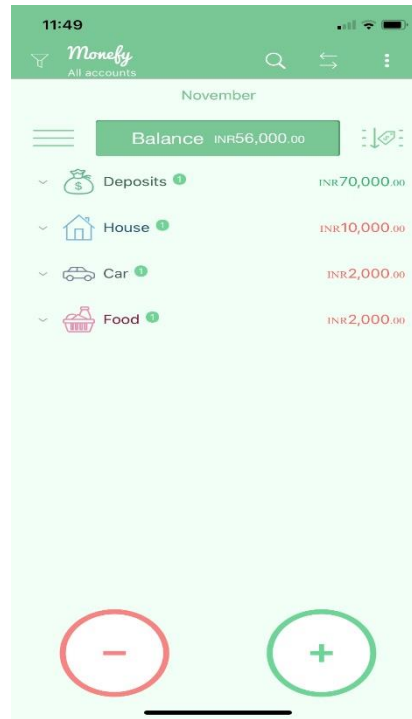 11:49
Monefy
All accounts
November
Balance INR56,000.00
Deposits 1 INR70,000.00
House 1 INR10,000.00
Car 1 INR2,000.00
Food 1 INR2,000.00